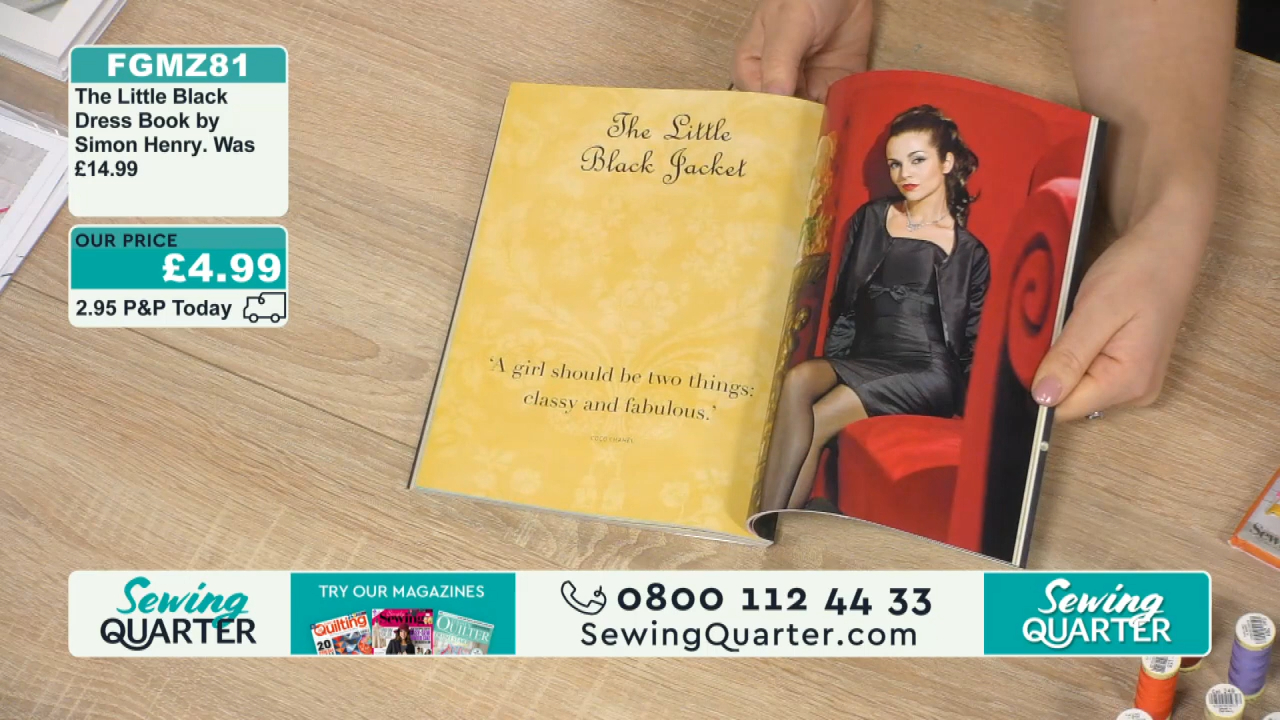 FGMZ81
The Little Black
Dress Book by
Simon Henry. Was
£14.99
OUR PRICE
£4.99
2.95 P&P Today
The Little
Black Jacket
‘A girl should be two things:
classy and fabulous.’
COCO CHANEL
Sewing
QUARTER
TRY OUR MAGAZINES
Quilting
20
Sewing
QUILTER
0800 112 44 33
SewingQuarter.com
Sewing
QUARTER
Sew